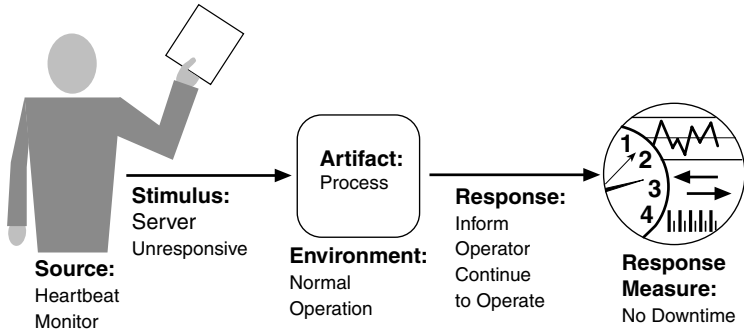 Source:
Heartbeat
Monitor
Stimulus:
Server
Unresponsive
Artifact:
Process
Environment:
Normal
Operation
Response:
Inform
Operator
Continue
to Operate
1
2
3
4
Response
Measure:
No Downtime